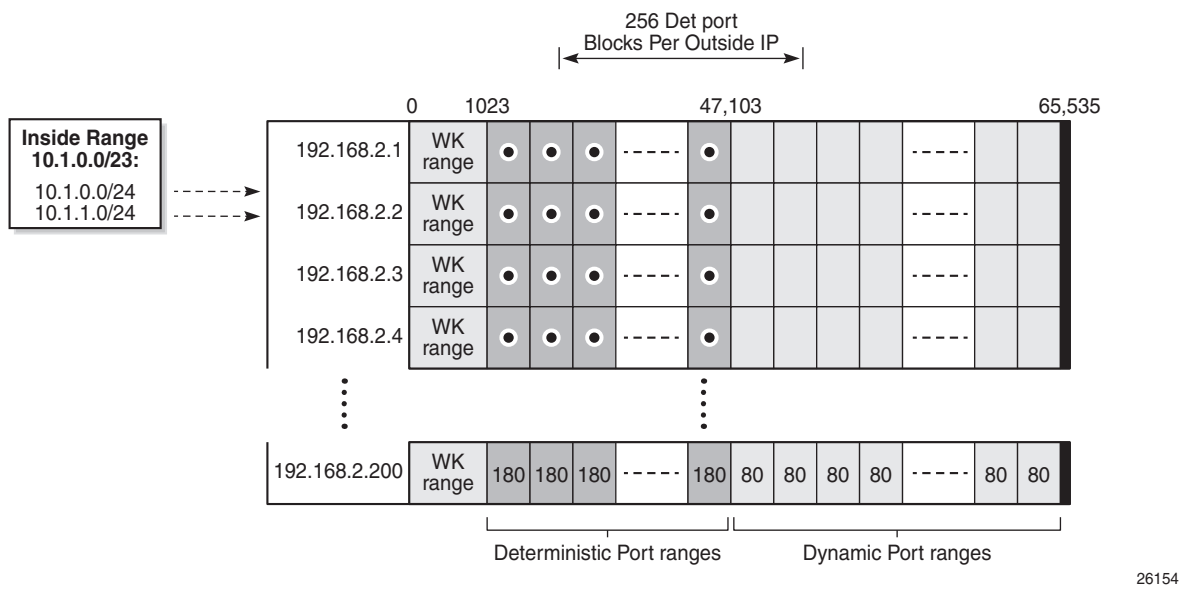 256 Det port
Blocks Per Outside IP
0 1023 47,103 65,535
Inside Range
10.1.0.0/23:
10.1.0.0/24
10.1.1.0/24
192.168.2.1 WK range
192.168.2.2 WK range
192.168.2.3 WK range
192.168.2.4 WK range
192.168.2.200 WK range 180 180 180 180 80 80 80 80 80 80
Deterministic Port ranges Dynamic Port ranges
26154